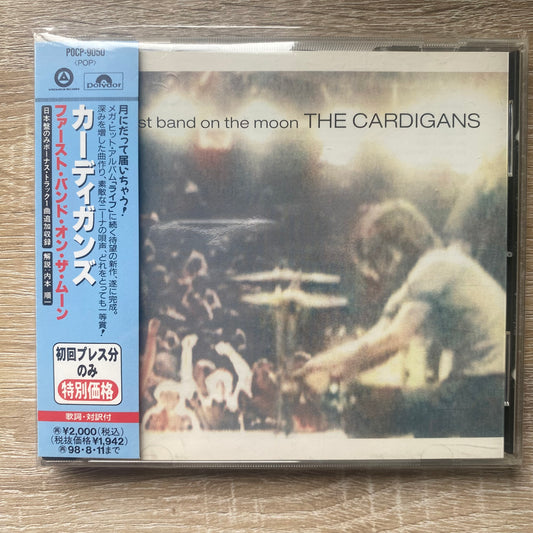 POCP-9050
〈POP〉
Polydor
月にだって届いちゃう!
メガ・ヒット・アルバム『ライフ』に続く待望の新作、遂に完成。
深みを増した曲作り、素敵なニーナの唄声、どれをとっても一等賞!
カーディガンズ
ファースト・バンド・オン・ザ・ムーン
日本盤のみボーナス・トラック1曲追加収録
解説:内本順一
初回プレス分
のみ
特別価格
歌詞・対訳付
¥2,000(税込)
(税抜価格¥1,942)
98・8・11まで
st band on the moon THE CARDIGANS